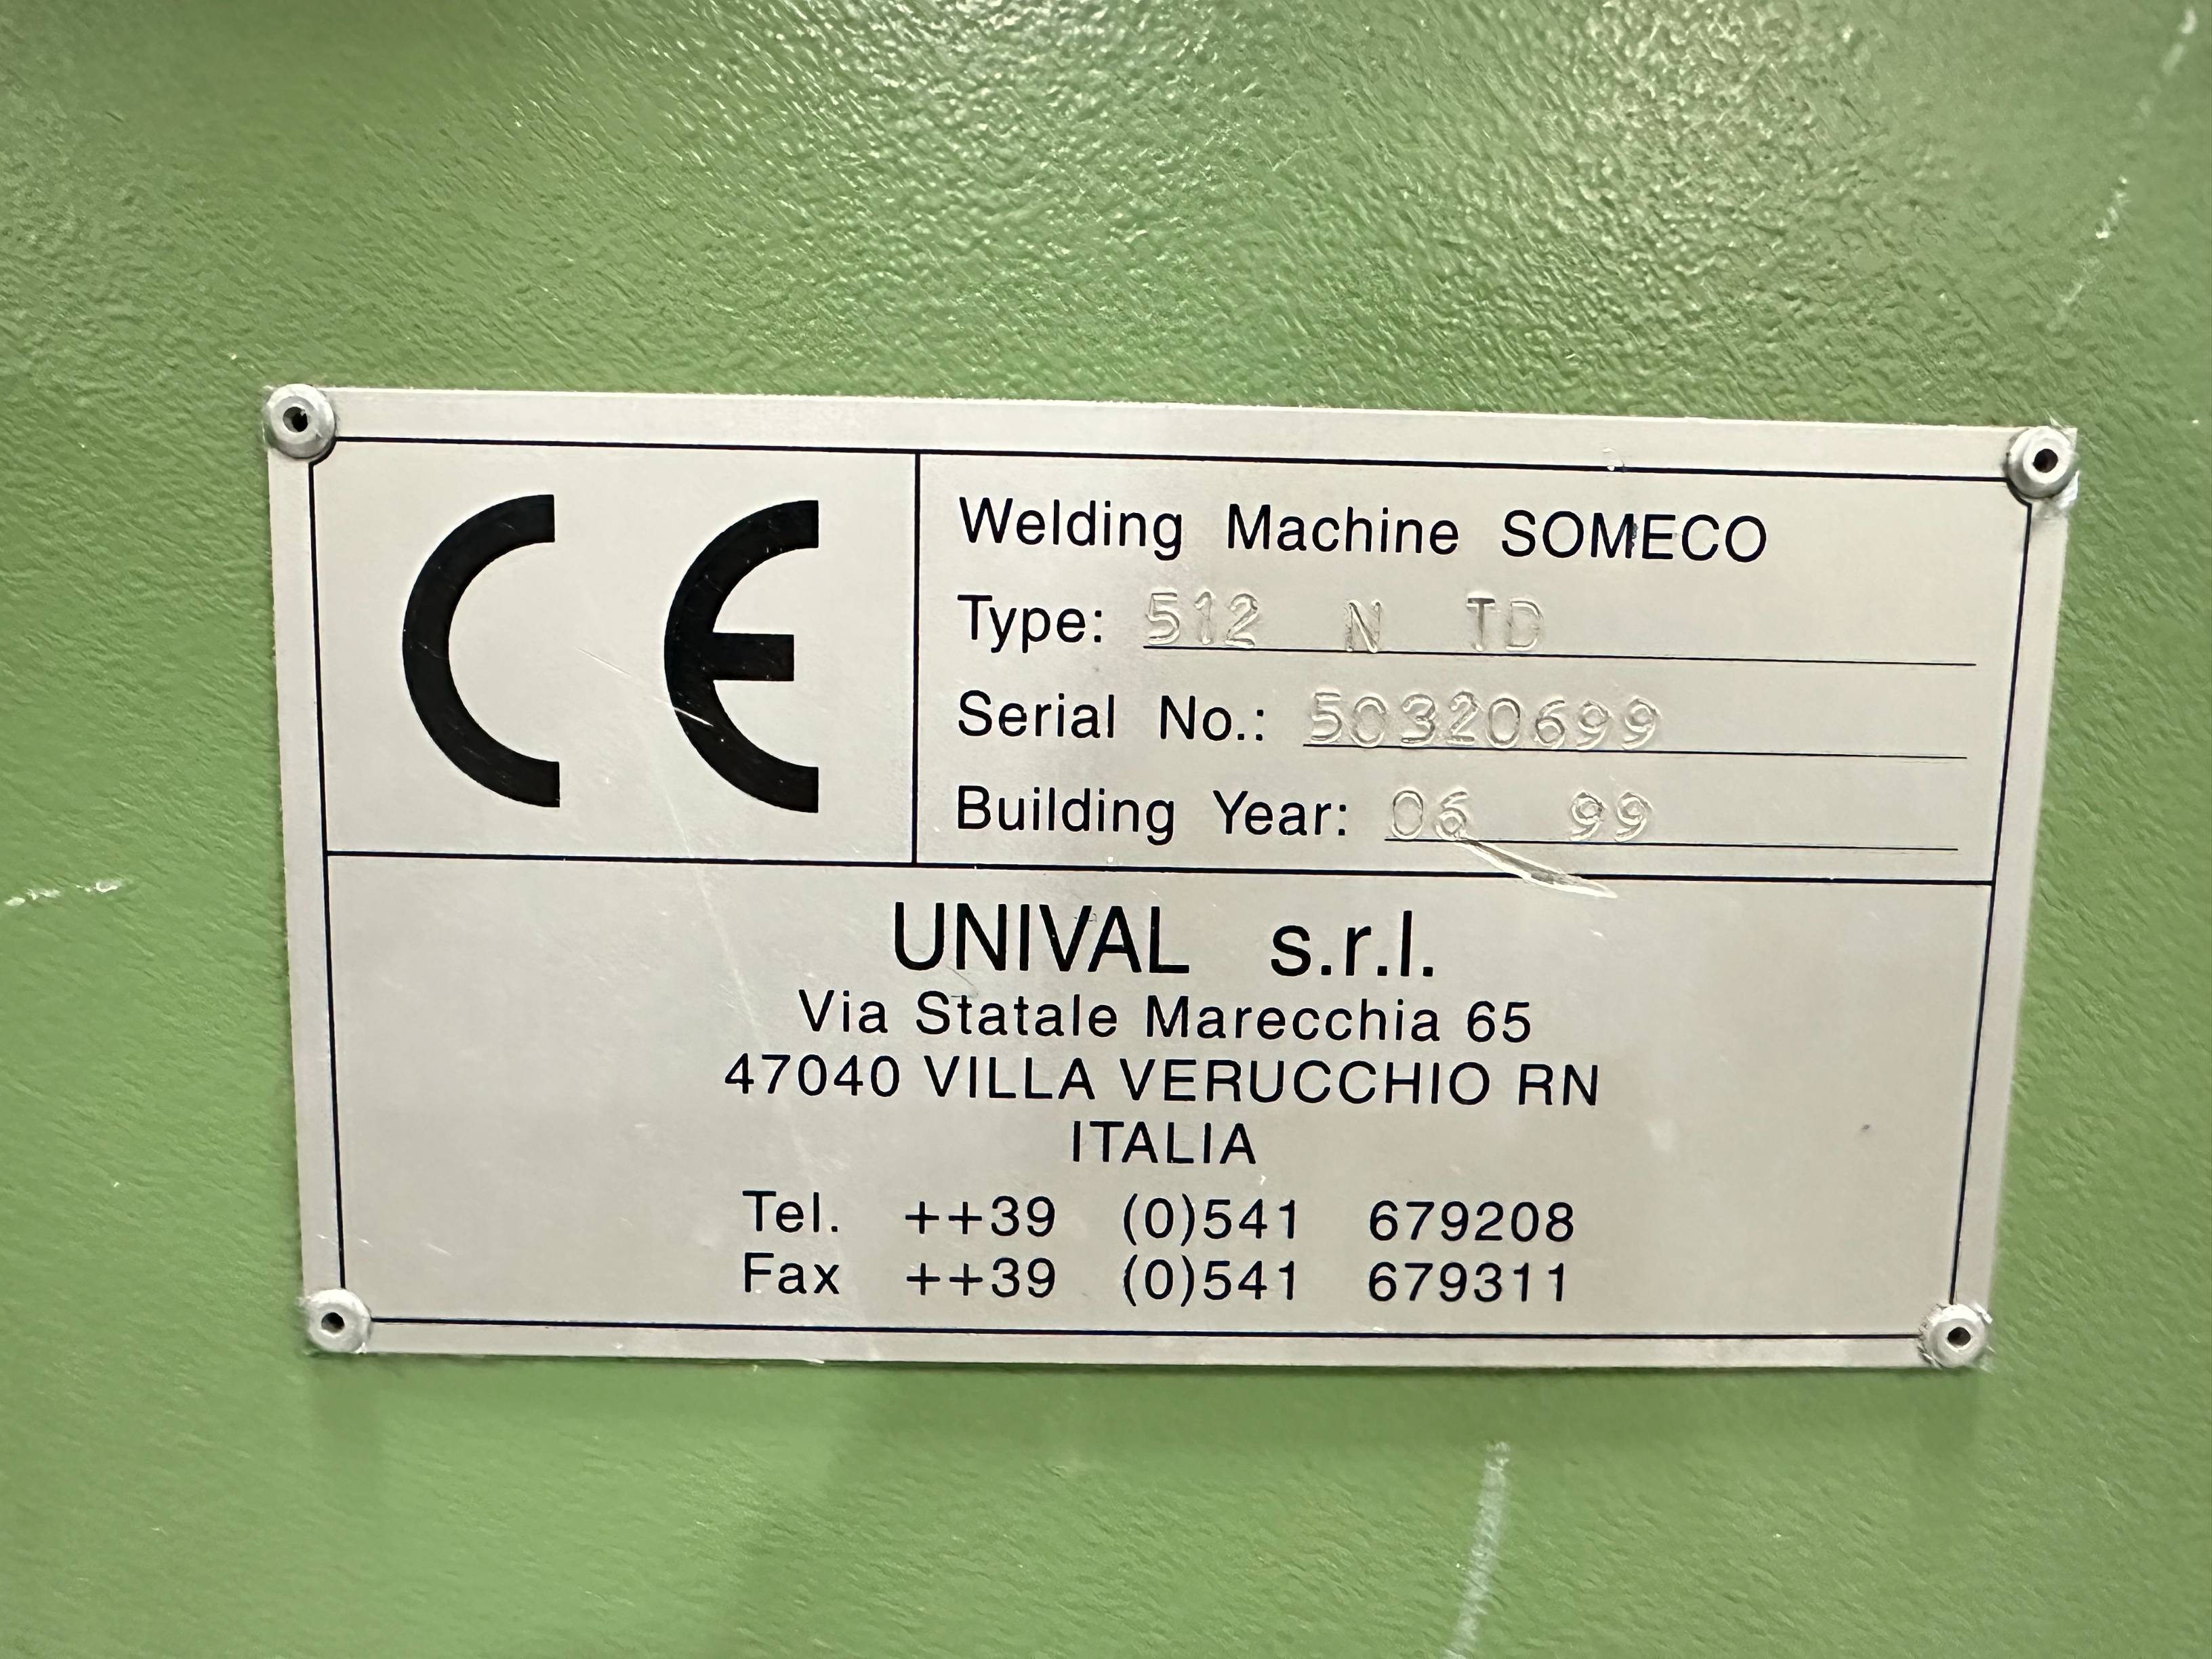 CE
Welding Machine SOMECO
Type: 512 N TD
Serial No.: 50320699
Building Year: 06 99
UNIVAL s.r.l.
Via Statale Marecchia 65
47040 VILLA VERUCCHIO RN
ITALIA
Tel. ++39 (0)541 679208
Fax ++39 (0)541 679311